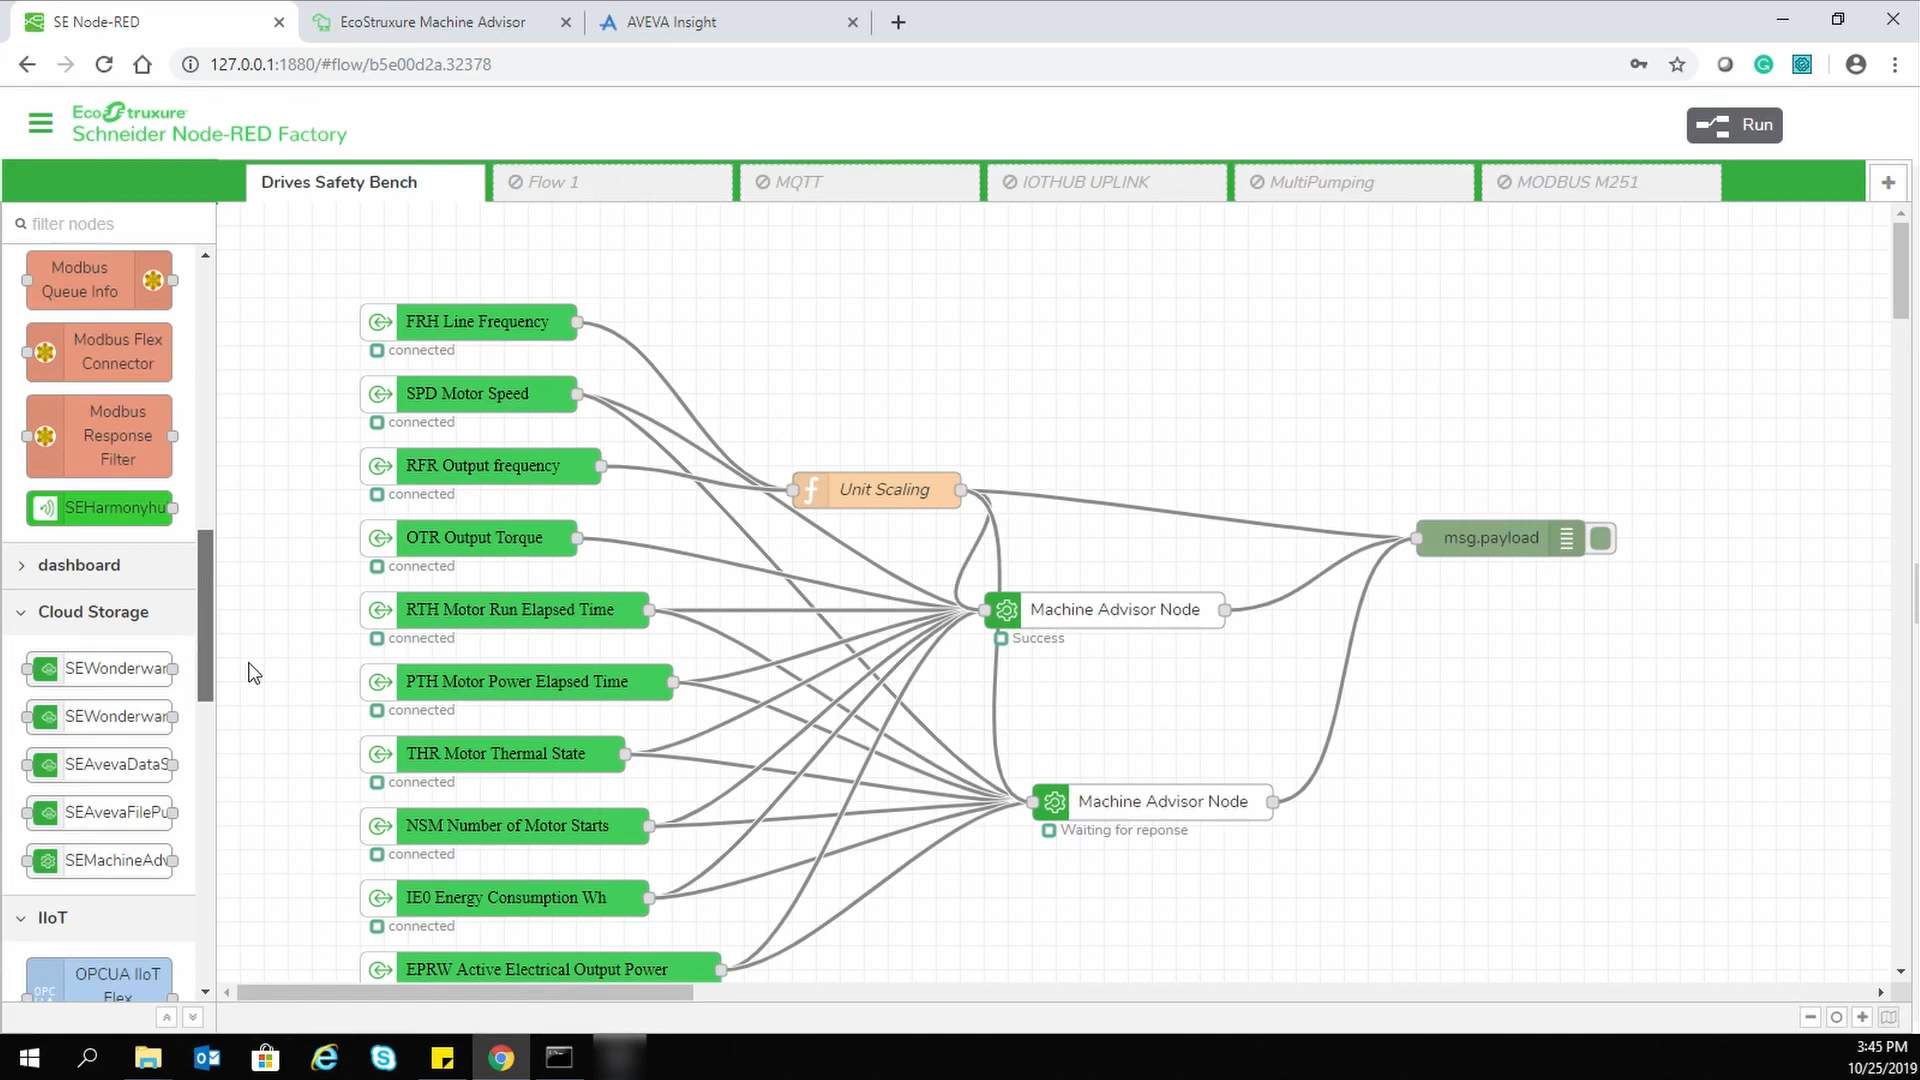 SE Node-RED
EcoStruxure Machine Advisor
AVEVA Insight
127.0.0.1:1880/#flow/b5e00d2a.32378
EcoStruxure
Schneider Node-RED Factory
Run
Drives Safety Bench
Flow 1
MQTT
IOTHUB UPLINK
MultiPumping
MODBUS M251
filter nodes
Modbus
Queue Info
Modbus Flex
Connector
Modbus
Response
Filter
SEHarmonyhu
dashboard
Cloud Storage
SEWonderwar
SEWonderwar
SEAvevaDataS
SEAvevaFilePu
SEMachineAdv
IIoT
OPCUA IIoT
Flex
OPC
FRH Line Frequency
connected
SPD Motor Speed
connected
RFR Output frequency
connected
OTR Output Torque
connected
RTH Motor Run Elapsed Time
connected
PTH Motor Power Elapsed Time
connected
THR Motor Thermal State
connected
NSM Number of Motor Starts
connected
IE0 Energy Consumption Wh
connected
EPRW Active Electrical Output Power
Unit Scaling
Machine Advisor Node
Success
Machine Advisor Node
Waiting for reponse
msg.payload
3:45 PM
10/25/2019